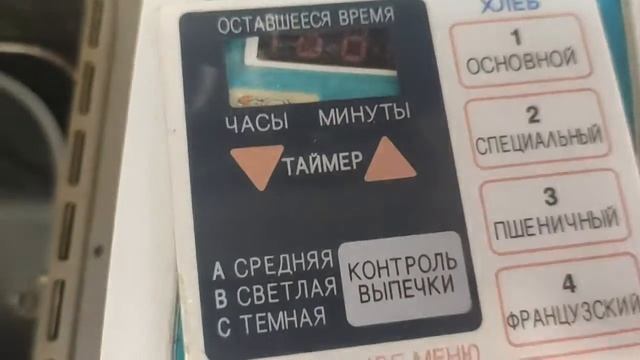 ОСТАВШЕЕСЯ ВРЕМЯ
ЧАСЫ МИНУТЫ
ТАЙМЕР
A СРЕДНЯЯ
B СВЕТЛАЯ
C ТЕМНАЯ
КОНТРОЛЬ
ВЫПЕЧКИ
ХЛЕБ
1
ОСНОВНОЙ
2
СПЕЦИАЛЬНЫЙ
3
ПШЕНИЧНЫЙ
4
ФРАНЦУЗСКИЙ
МЕНЮ